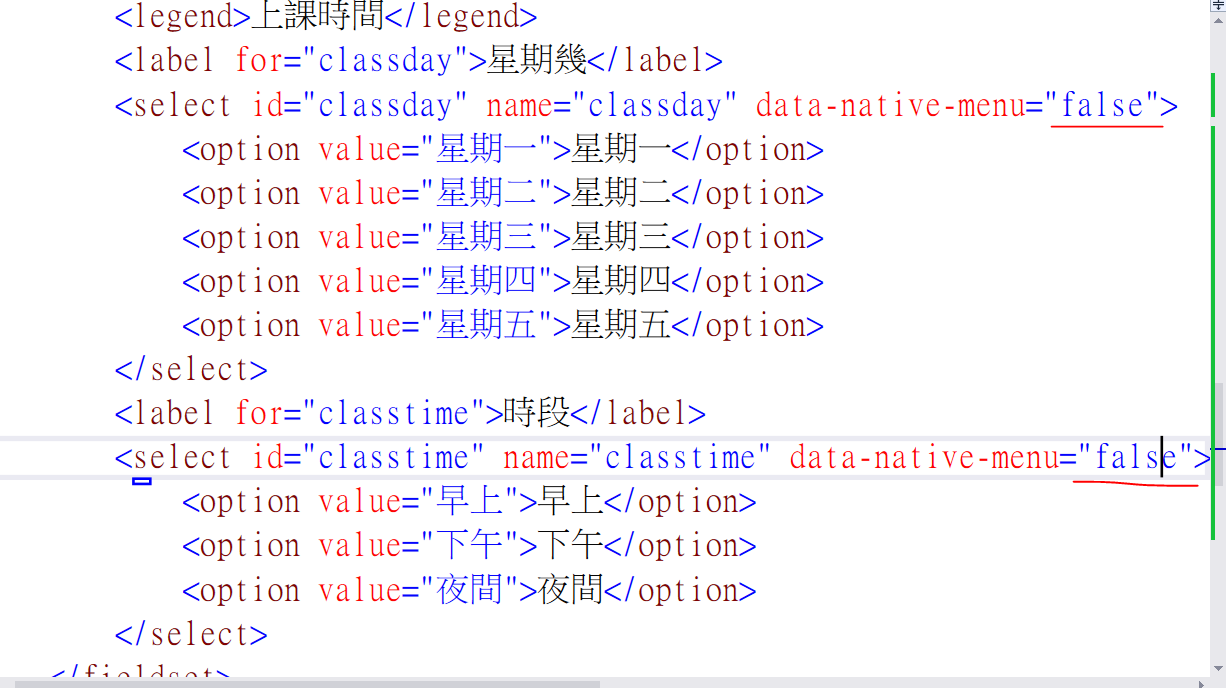 <legend>上課時間</legend>
<label for="classday">星期幾</label>
<select id="classday" name="classday" data-native-menu="false">
<option value="星期一">星期一</option>
<option value="星期二">星期二</option>
<option value="星期三">星期三</option>
<option value="星期四">星期四</option>
<option value="星期五">星期五</option>
</select>
<label for="classtime">時段</label>
<select id="classtime" name="classtime" data-native-menu="false">
<option value="早上">早上</option>
<option value="下午">下午</option>
<option value="夜間">夜間</option>
</select>
</fieldset>